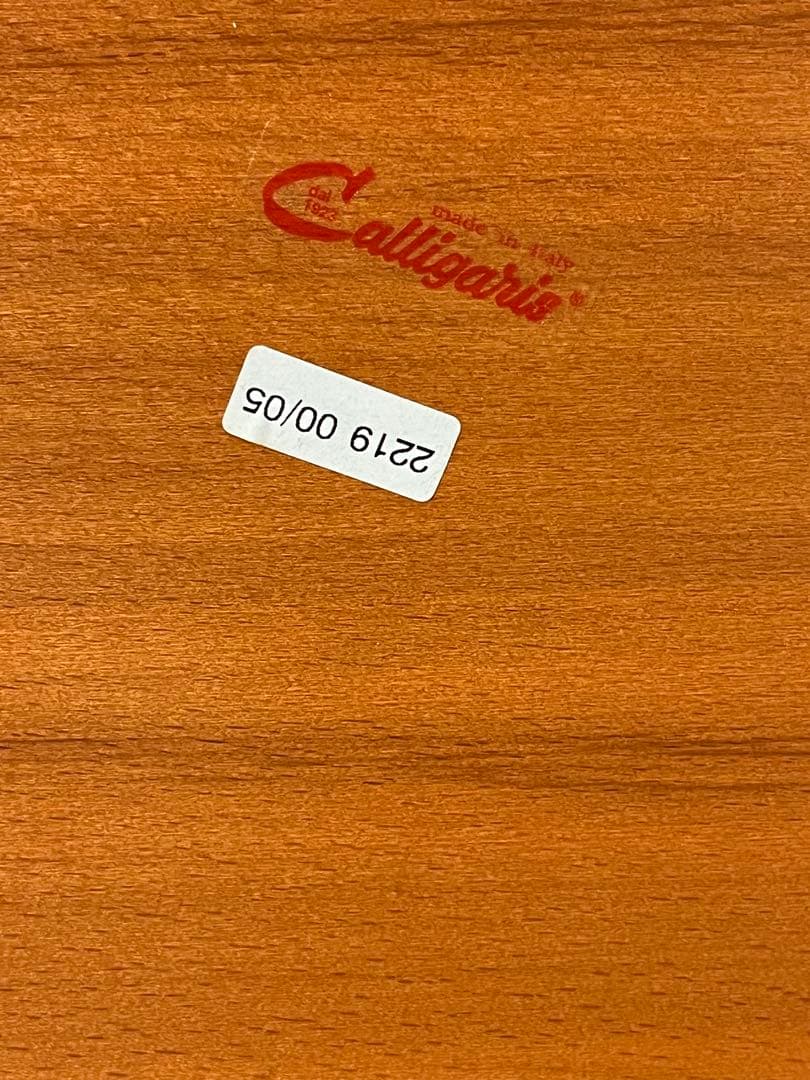 dal
1923
made in Italy
Calligaris®
2219 00/05